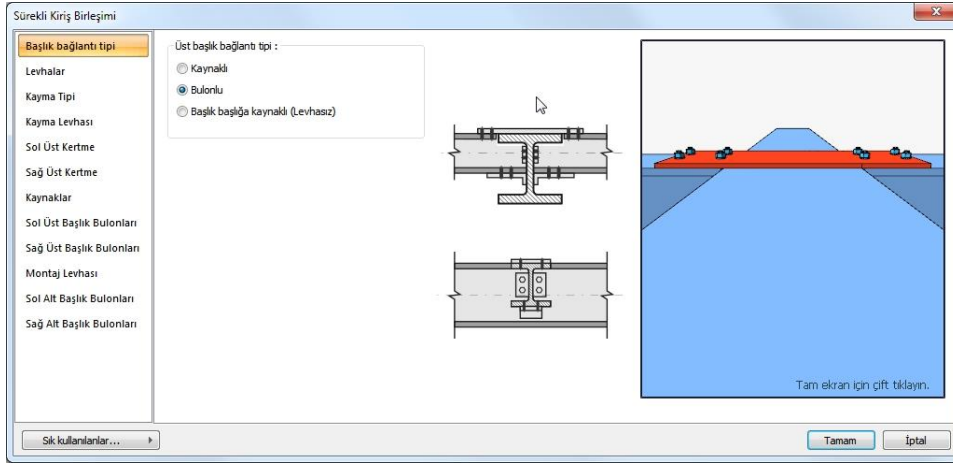 Sürekli Kiriş Birleşimi
Başlık bağlantı tipi
Levhalar
Kayma Tipi
Kayma Levhası
Sol Üst Kertme
Sağ Üst Kertme
Kaynaklar
Sol Üst Başlık Bulonları
Sağ Üst Başlık Bulonları
Montaj Levhası
Sol Alt Başlık Bulonları
Sağ Alt Başlık Bulonları
Üst başlık bağlantı tipi :
Kaynaklı
Bulonlu
Başlık başlığa kaynaklı (Levhasız)
Tam ekran için çift tıklayın.
Sık kullanılanlar...
Tamam
İptal